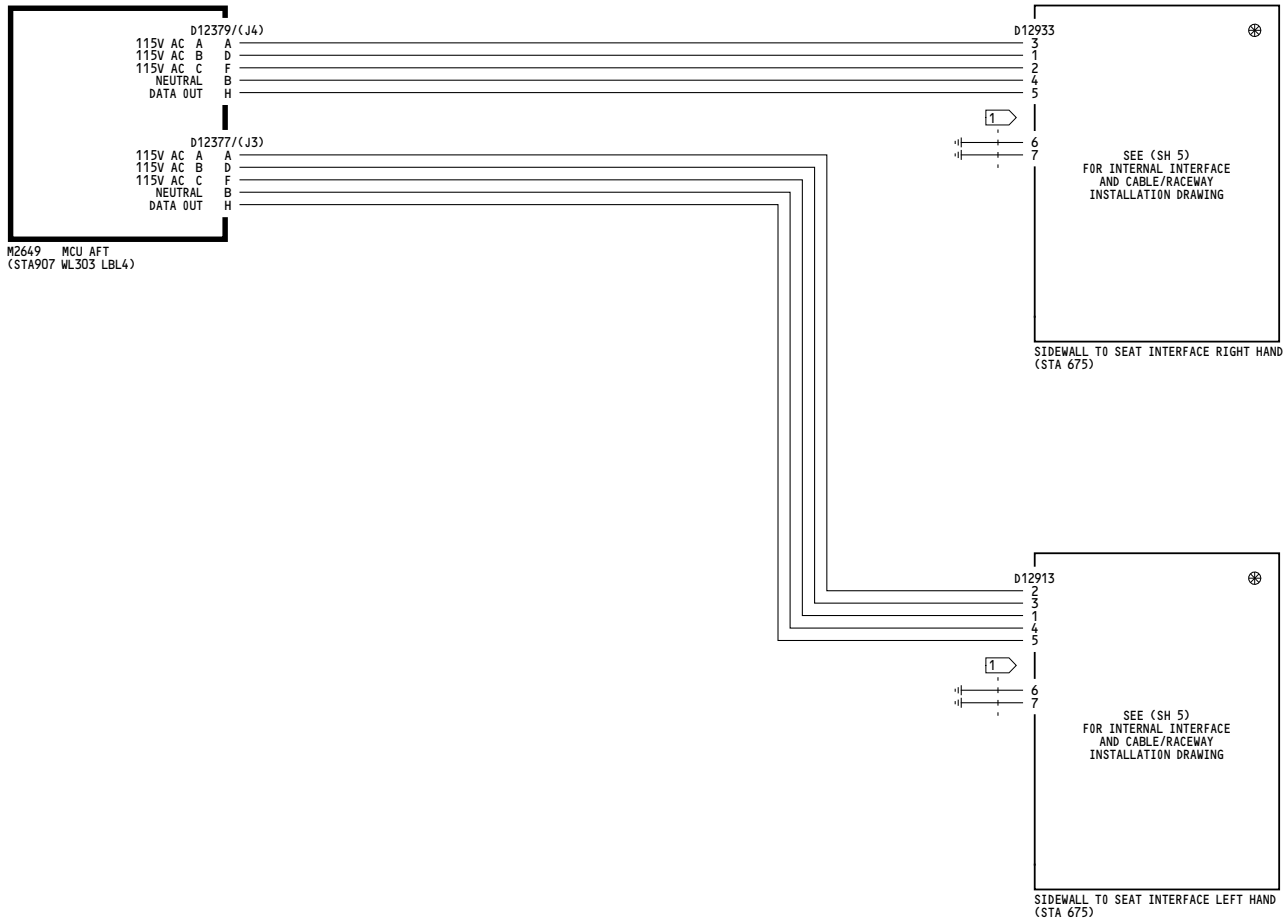 D12379/(J4)
115V AC A A
115V AC B D
115V AC C F
NEUTRAL B
DATA OUT H
D12377/(J3)
115V AC A A
115V AC B D
115V AC C F
NEUTRAL B
DATA OUT H
M2649 MCU AFT
(STA907 WL303 LBL4)
D12933
3
1
2
4
5
1
6
7
SEE (SH 5)
FOR INTERNAL INTERFACE
AND CABLE/RACEWAY
INSTALLATION DRAWING
SIDEWALL TO SEAT INTERFACE RIGHT HAND
(STA 675)
D12913
2
3
1
4
5
1
6
7
SEE (SH 5)
FOR INTERNAL INTERFACE
AND CABLE/RACEWAY
INSTALLATION DRAWING
SIDEWALL TO SEAT INTERFACE LEFT HAND
(STA 675)